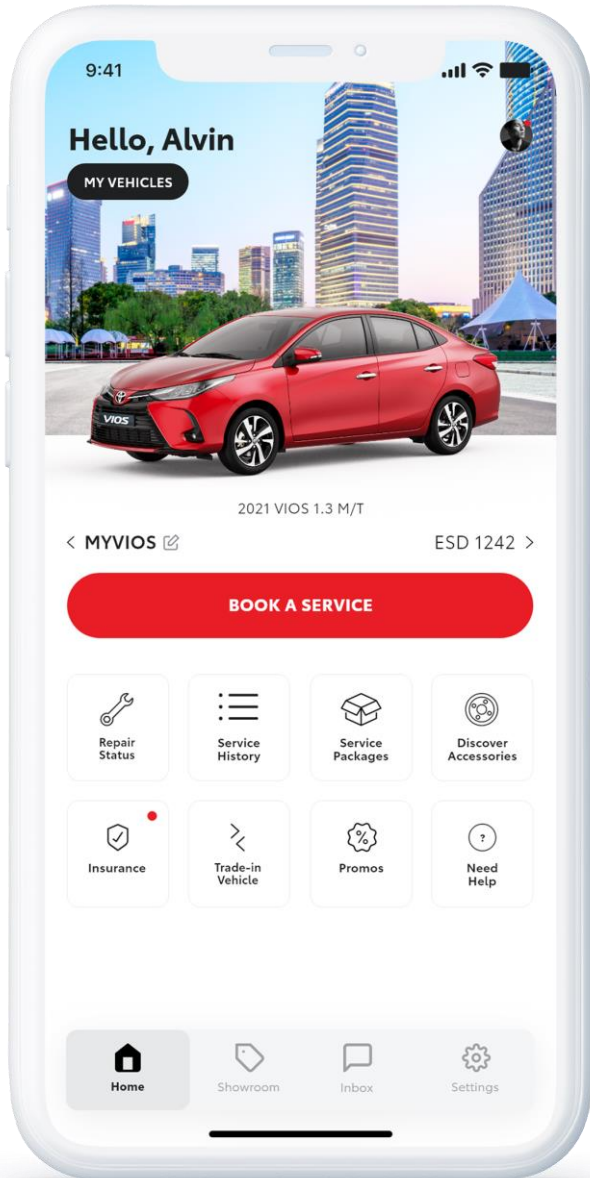 9:41
Hello, Alvin
MY VEHICLES
VIOS
2021 VIOS 1.3 M/T
< MYVIOS
ESD 1242 >
BOOK A SERVICE
Repair
Status
Service
History
Service
Packages
Discover
Accessories
Insurance
Trade-in
Vehicle
Promos
?
Need
Help
Home
Showroom
Inbox
Settings